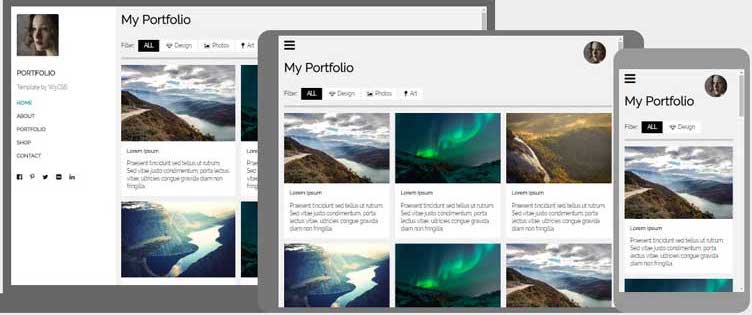 PORTFOLIO
Template by W3.CSS
HOME
ABOUT
PORTFOLIO
SHOP
CONTACT
My Portfolio
Filter: ALL Design Photos Art
Lorem Ipsum
Praesent tincidunt sed tellus ut rutrum.
Sed vitae justo condimentum, porta
lectus vitae, ultricies congue gravida
diam non fringilla.
My Portfolio
Filter: ALL Design Photos Art
Lorem Ipsum
Praesent tincidunt sed tellus ut rutrum.
Sed vitae justo condimentum, porta
lectus vitae, ultricies congue gravida
diam non fringilla.
Lorem Ipsum
Praesent tincidunt sed tellus ut rutrum.
Sed vitae justo condimentum, porta
lectus vitae, ultricies congue gravida
diam non fringilla.
Lorem Ipsum
Praesent tincidunt sed tellus ut rutrum.
Sed vitae justo condimentum, porta
lectus vitae, ultricies congue gravida
diam non fringilla.
My Portfolio
Filter: ALL Design
Lorem Ipsum
Praesent tincidunt sed tellus ut rutrum.
Sed vitae justo condimentum, porta
lectus vitae, ultricies congue gravida
diam non fringilla.